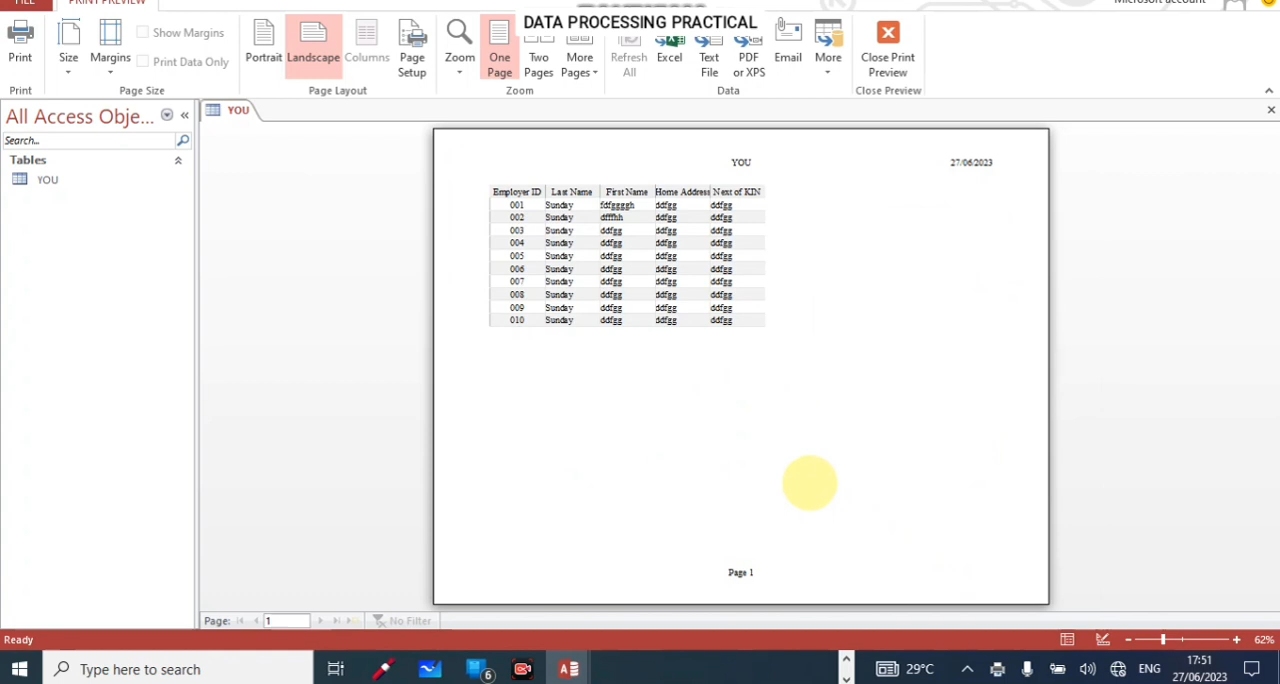 FILE PRINT PREVIEW Microsoft account
DATA PROCESSING PRACTICAL
Print Size Margins Show Margins Print Data Only Portrait Landscape Columns Page Setup Zoom One Page Two Pages More Pages Refresh All Excel Text File PDF or XPS Email More Close Print Preview
Print Page Size Page Layout Zoom Data Close Preview
All Access Obje... YOU
Search...
Tables
YOU
YOU 27/06/2023
Employer ID Last Name First Name Home Address Next of KIN
001 Sunday fdfggggh ddfgg ddfgg
002 Sunday dfffhh ddfgg ddfgg
003 Sunday ddfgg ddfgg ddfgg
004 Sunday ddfgg ddfgg ddfgg
005 Sunday ddfgg ddfgg ddfgg
006 Sunday ddfgg ddfgg ddfgg
007 Sunday ddfgg ddfgg ddfgg
008 Sunday ddfgg ddfgg ddfgg
009 Sunday ddfgg ddfgg ddfgg
010 Sunday ddfgg ddfgg ddfgg
Page 1
Page: 1 No Filter
Ready 62%
Type here to search 6 29°C ENG 17:51
27/06/2023